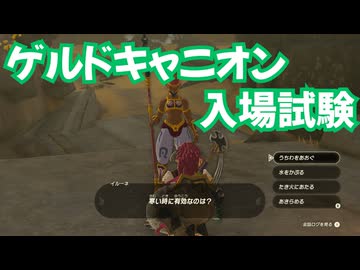 ゲルドキャニオン
入場試験
うちわをあおぐ
水をかぶる
たき火にあたる
あきらめる
イルーネ
寒い時に有効なのは？
会話ログを見る